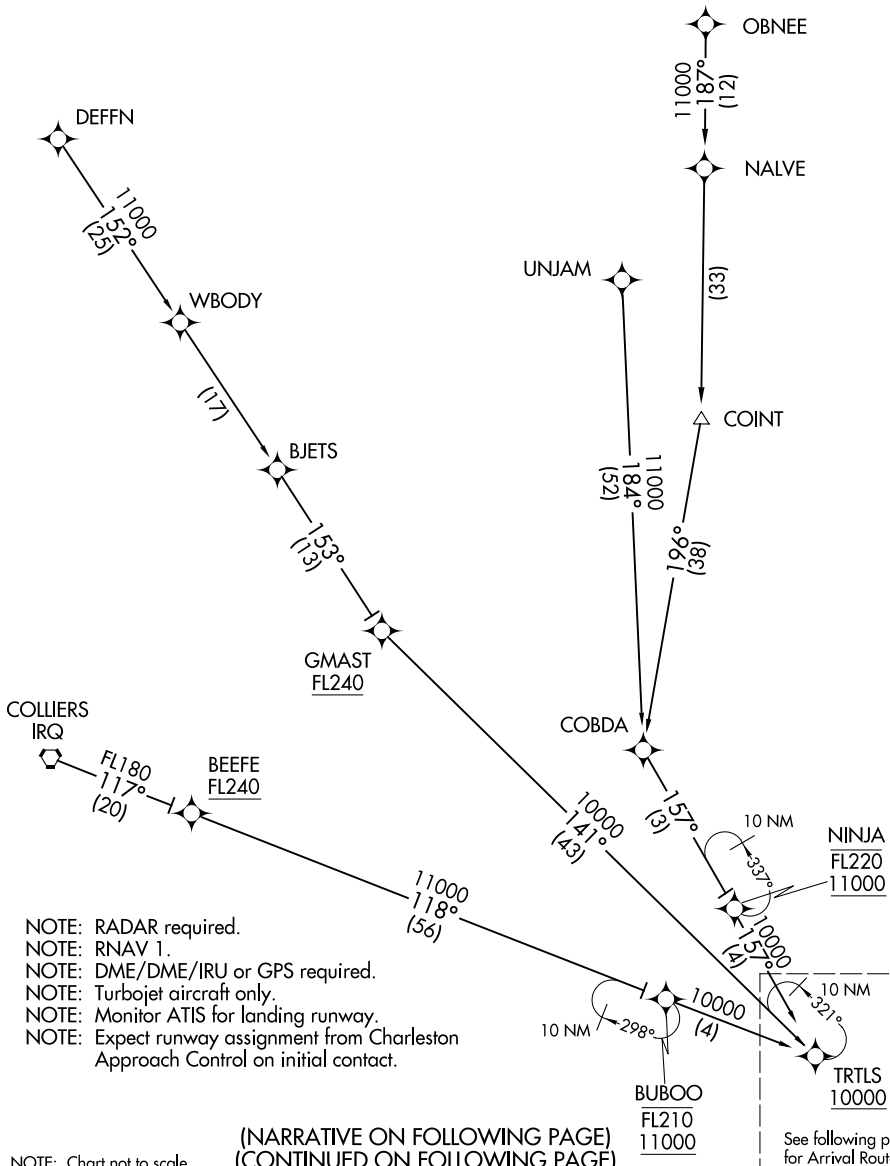 OBNEE
11000
187°
(12)
DEFFN
NALVE
11000
152°
(25)
UNJAM
WBODY
(33)
(17)
COINT
BJETS
11000
184°
(52)
153°
(13)
196°
(38)
GMAST
FL240
COLLIERS
IRQ
COBDA
FL180
117°
(20)
BEEFE
FL240
10000
141°
(43)
157°
(3)
10 NM
337°
NINJA
FL220
11000
11000
118°
(56)
10000
157°
(4)
NOTE: RADAR required.
NOTE: RNAV 1.
NOTE: DME/DME/IRU or GPS required.
NOTE: Turbojet aircraft only.
NOTE: Monitor ATIS for landing runway.
NOTE: Expect runway assignment from Charleston
Approach Control on initial contact.
10 NM
298°
10000
(4)
10 NM
321°
TRTLS
10000
BUBOO
FL210
11000
(NARRATIVE ON FOLLOWING PAGE)
(CONTINUED ON FOLLOWING PAGE)
NOTE: Chart not to scale
See following p
for Arrival Rout